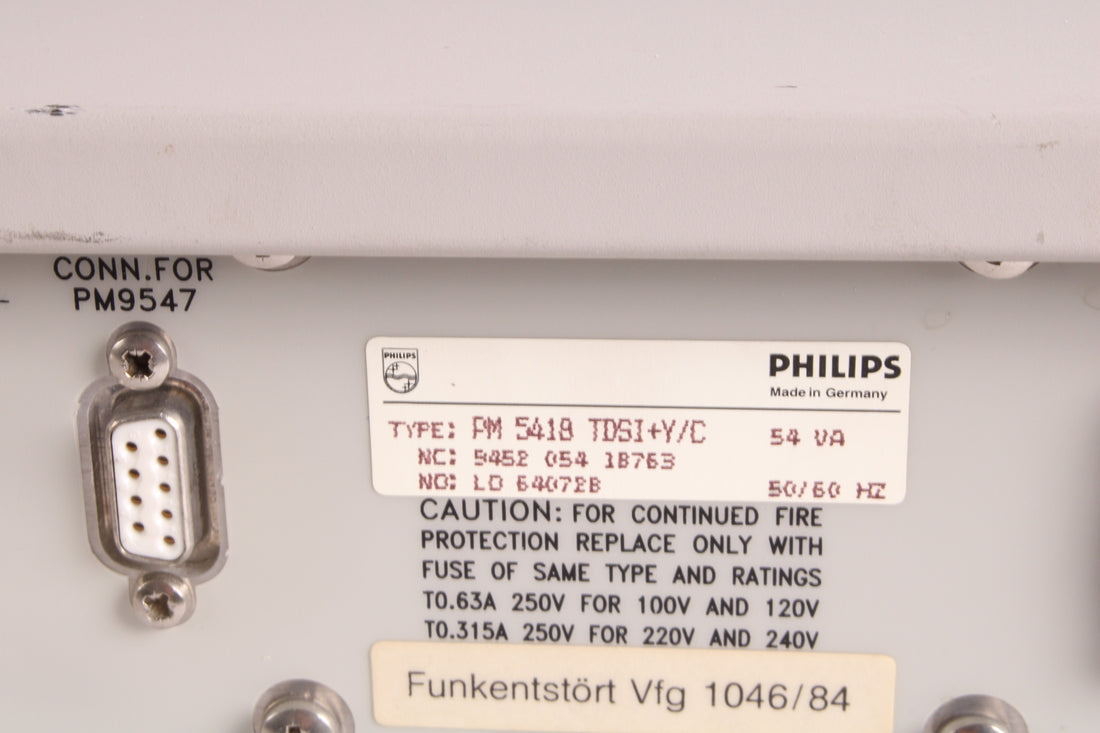 CONN.FOR
PM9547
PHILIPS
PHILIPS
Made in Germany
TYPE: PM 5418 TDSI+Y/C 54 VA
NC: 9452 054 18763
NO: LO 640728 50/60 HZ
CAUTION: FOR CONTINUED FIRE
PROTECTION REPLACE ONLY WITH
FUSE OF SAME TYPE AND RATINGS
T0.63A 250V FOR 100V AND 120V
T0.315A 250V FOR 220V AND 240V
Funkentstört Vfg 1046/84